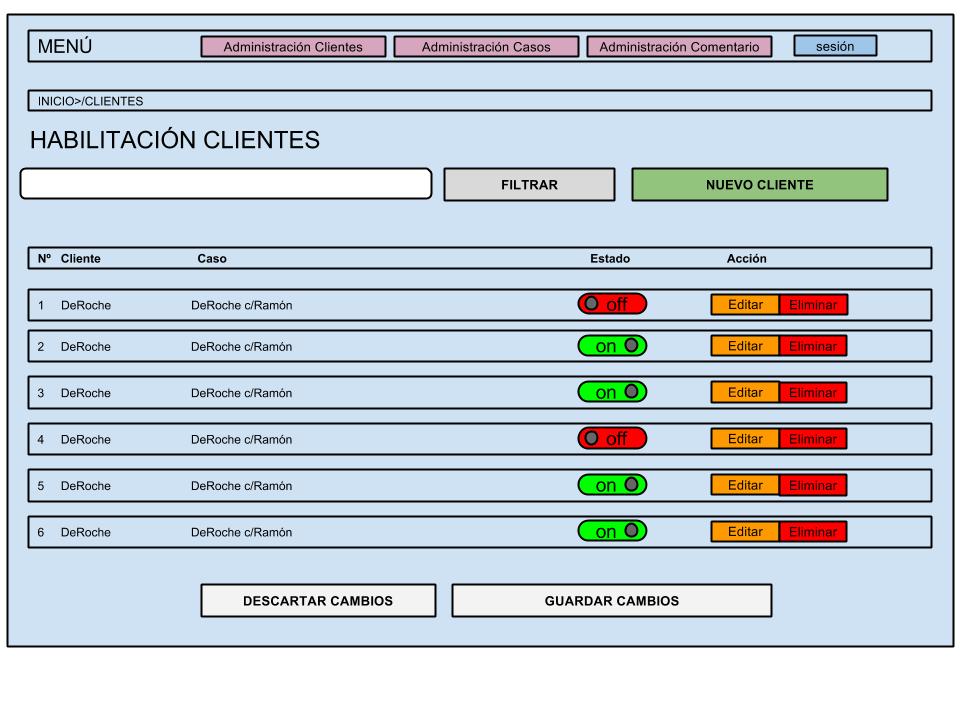 MENÚ Administración Clientes Administración Casos Administración Comentario sesión
INICIO>/CLIENTES
HABILITACIÓN CLIENTES
FILTRAR NUEVO CLIENTE
Nº Cliente Caso Estado Acción
1 DeRoche DeRoche c/Ramón off Editar Eliminar
2 DeRoche DeRoche c/Ramón on Editar Eliminar
3 DeRoche DeRoche c/Ramón on Editar Eliminar
4 DeRoche DeRoche c/Ramón off Editar Eliminar
5 DeRoche DeRoche c/Ramón on Editar Eliminar
6 DeRoche DeRoche c/Ramón on Editar Eliminar
DESCARTAR CAMBIOS GUARDAR CAMBIOS